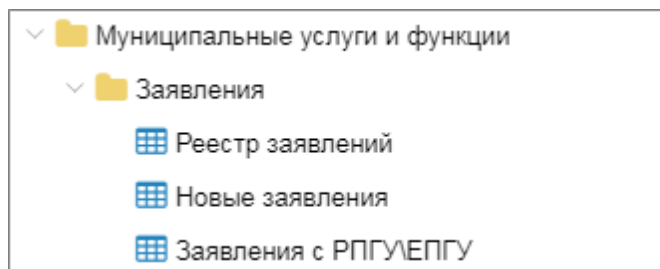 Муниципальные услуги и функции
Заявления
Реестр заявлений
Новые заявления
Заявления с РПГУ\ЕПГУ